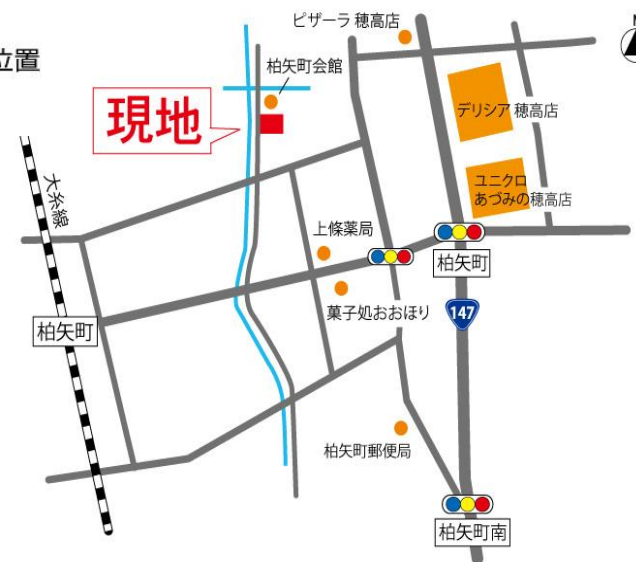 位置
ピザーラ 穂高店
N
柏矢町会館
現地
デリシア 穂高店
ユニクロ
あづみの穂高店
大糸線
上條薬局
柏矢町
菓子処おおほり
147
柏矢町
柏矢町郵便局
柏矢町南